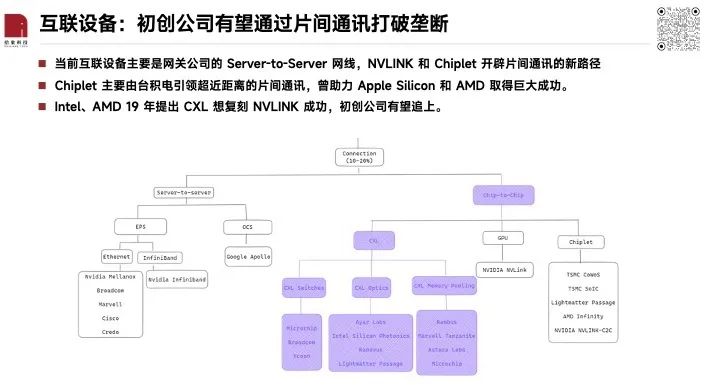 互联设备：初创公司有望通过片间通讯打破垄断
当前互联设备主要是网关公司的 Server-to-Server 网线，NVLINK 和 Chiplet 开辟片间通讯的新路径
Chiplet 主要由台积电引领超近距离的片间通讯，曾助力 Apple Silicon 和 AMD 取得巨大成功。
Intel、AMD 19 年提出 CXL 想复刻 NVLINK 成功，初创公司有望追上。
Connection
(10-20%)
Server-to-server
Chip-to-Chip
EPS
OCS
CXL
GPU
Chiplet
Ethernet
InfiniBand
Google Apollo
NVIDIA NVLink
Nvidia Mellanox
Broadcom
Marvell
Cisco
Credo
Nvidia Infiniband
CXL Switches
CXL Optics
CXL Memory Pooling
Microchip
Broadcom
Xconn
Ayar Labs
Intel Silicon Photonics
Ranovus
Lightmatter Passage
Rambus
Marvell Tanzanite
Astera Labs
Microchip
TSMC CoWoS
TSMC SoIC
Lightmatter Passage
AMD Infinity
NVIDIA NVLINK-C2C